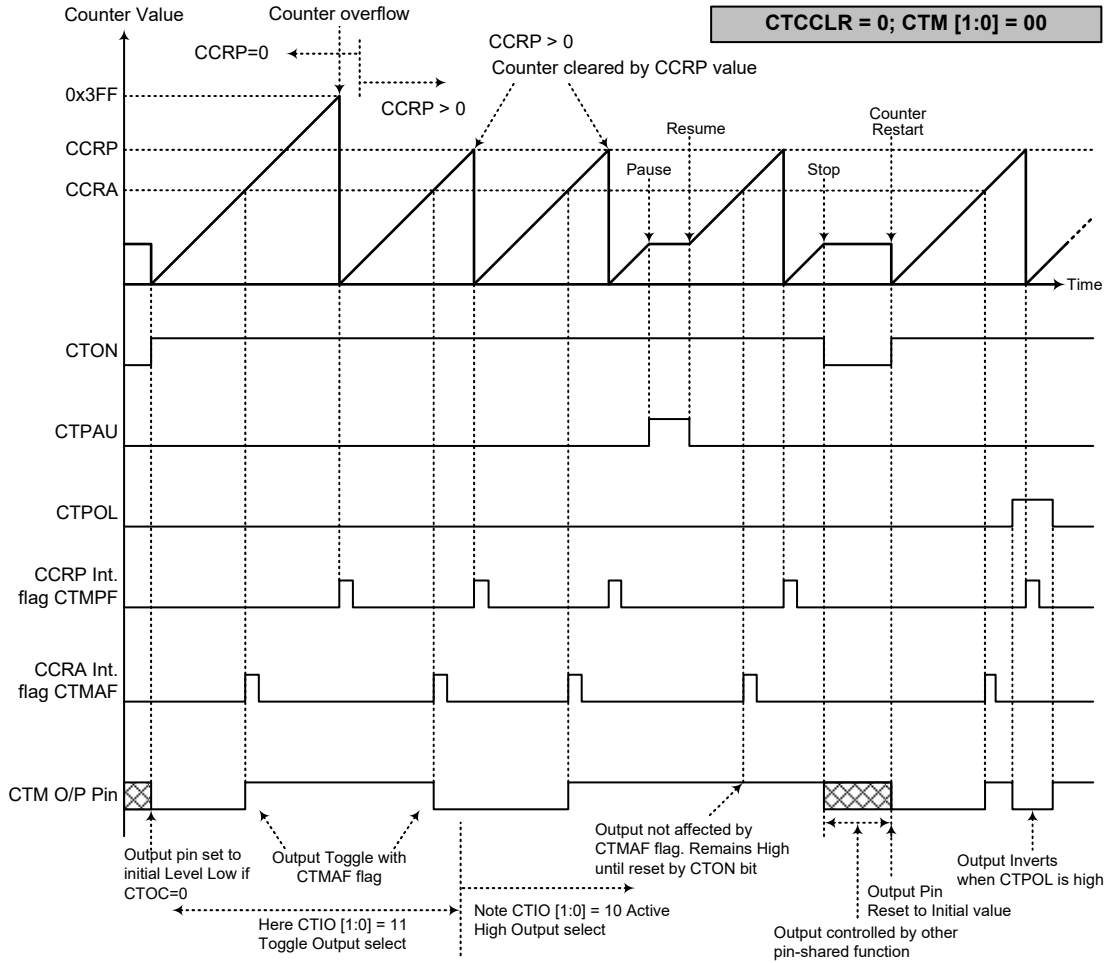 Counter Value
Counter overflow
CTCCLR = 0; CTM [1:0] = 00
CCRP=0
CCRP > 0
CCRP > 0
Counter cleared by CCRP value
0x3FF
CCRP
CCRA
Pause
Resume
Stop
Counter
Restart
Time
CTON
CTPAU
CTPOL
CCRP Int.
flag CTMPF
CCRA Int.
flag CTMAF
CTM O/P Pin
Output pin set to
initial Level Low if
CTOC=0
Output Toggle with
CTMAF flag
Output not affected by
CTMAF flag. Remains High
until reset by CTON bit
Output Inverts
when CTPOL is high
Output Pin
Reset to Initial value
Here CTIO [1:0] = 11
Toggle Output select
Note CTIO [1:0] = 10 Active
High Output select
Output controlled by other
pin-shared function